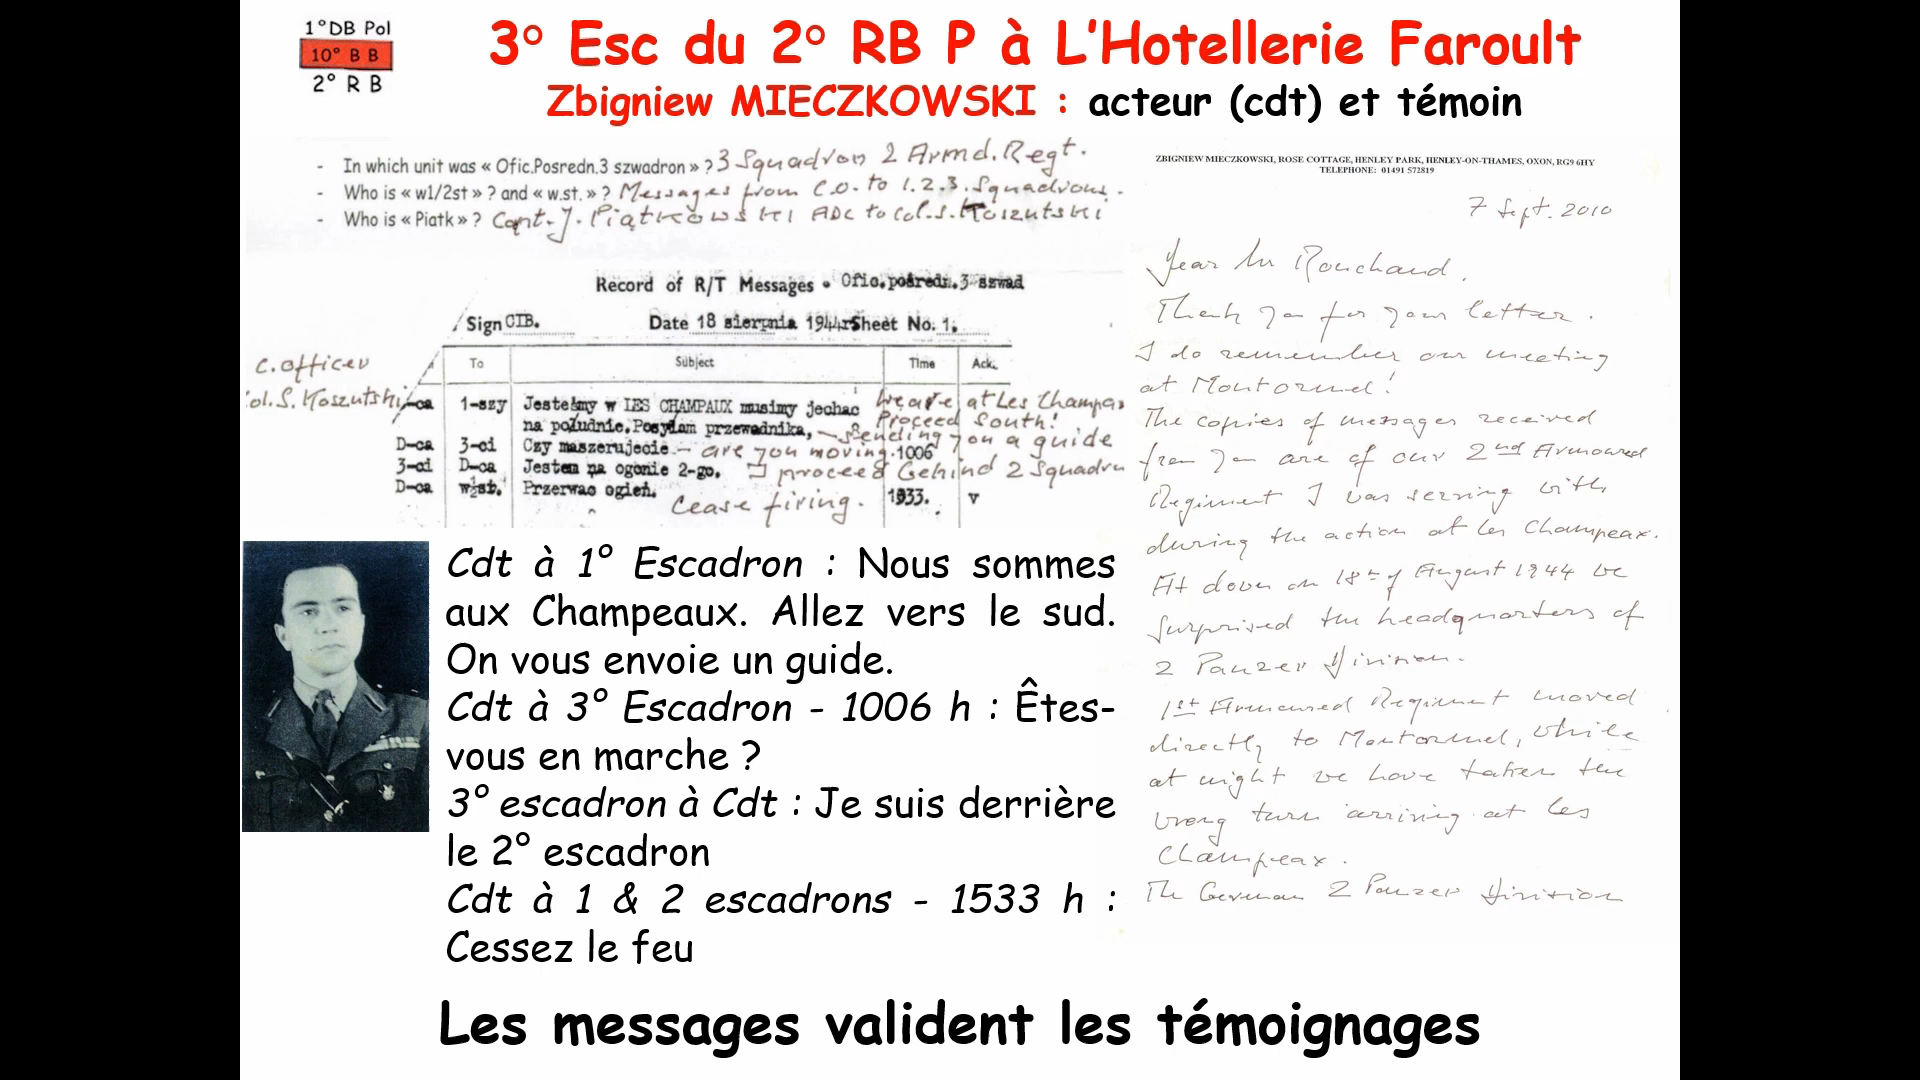 1°DB Pol
10° B B
2° R B
3° Esc du 2° RB P à L'Hotellerie Faroult
Zbigniew MIECZKOWSKI : acteur (cdt) et témoin
- In which unit was « Ofic.Posredn.3 szwadron » ? 3 Squadron 2 Armd. Regt.
- Who is « w1/2st » ? and « w.st. » ? Messages from C.O. to 1.2.3. Squadrons.
- Who is « Piatk » ? Capt. J. PIĄTKOWSKI ADC to Col. S. Koszutski
Record of R/T Messages • Ofic.pośredn.3 szwad
Sign CIB. Date 18 sierpnia 1944r Sheet No. 1.
To Subject Time Ack.
C. officer
Col. S. Koszutski
-ca 1-szy Jesteśmy w LES CHAMPAUX musimy jechac We are at Les Champa
na południe. Posyłam przewodnika, Proceed South!
sending you a guide
D-ca 3-ci Czy maszerujecie - are you moving. 1006
3-ci D-ca Jestem na ogonie 2-go. I proceed behind 2 Squadron
D-ca Przerwac ogień. Cease firing. v
Cdt à 1° Escadron : Nous sommes
aux Champeaux. Allez vers le sud.
On vous envoie un guide.
Cdt à 3° Escadron - 1006 h : Êtes-
vous en marche ?
3° escadron à Cdt : Je suis derrière
le 2° escadron
Cdt à 1 & 2 escadrons - 1533 h :
Cessez le feu
ZBIGNIEW MIECZKOWSKI, ROSE COTTAGE, HENLEY PARK, HENLEY-ON-THAMES, OXON, RG9 6HY
TELEPHONE: 01491 572819
7 Sept. 2010
Dear Mr Rouchaud,
Thank you for your letter.
I do remember our meeting
at Montormel!
The copies of messages received
from you are of our 2nd Armoured
Regiment I was serving with
during the action at les Champeax.
At down on 18th of August 1944 we
surprised the headquarters of
2 Panzer Division.
1st Armoured Regiment moved
directly to Montormel, while
at night we have taken the
wrong turn arriving at les
Champeax.
The German 2 Panzer Division
Les messages valident les témoignages